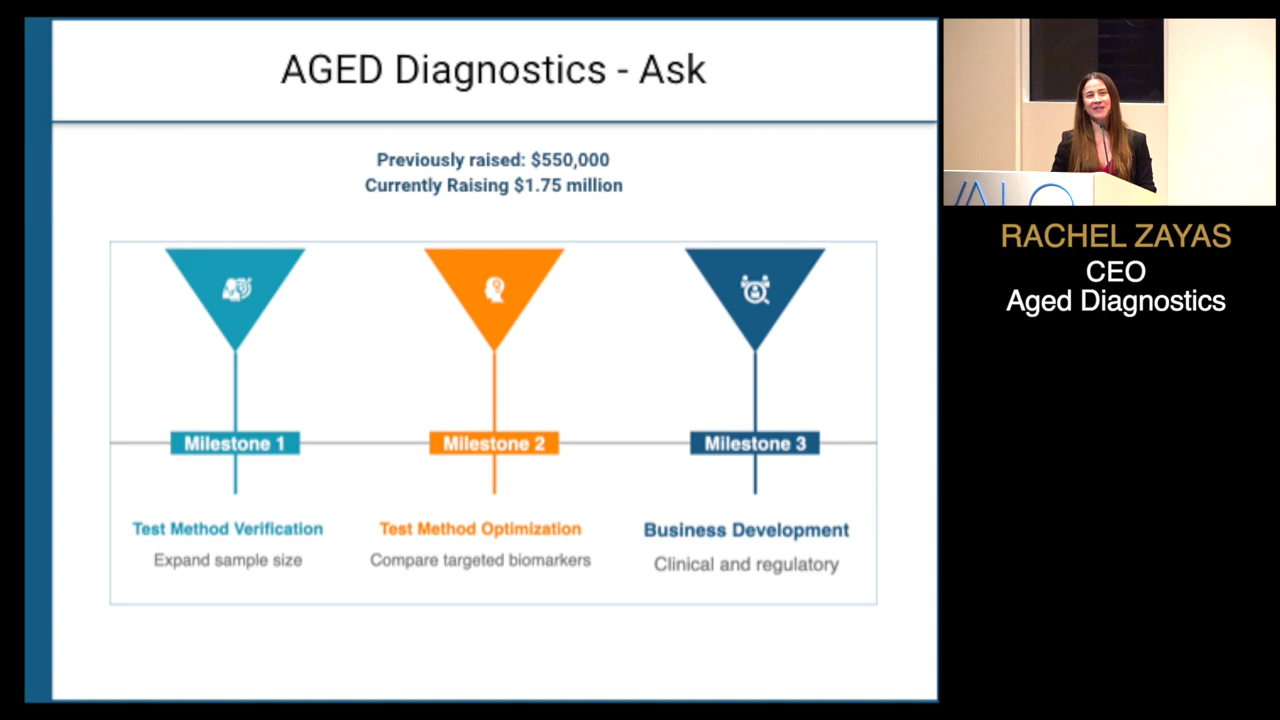 AGED Diagnostics - Ask
Previously raised: $550,000
Currently Raising $1.75 million
Milestone 1
Milestone 2
Milestone 3
Test Method Verification
Expand sample size
Test Method Optimization
Compare targeted biomarkers
Business Development
Clinical and regulatory
RACHEL ZAYAS
CEO
Aged Diagnostics